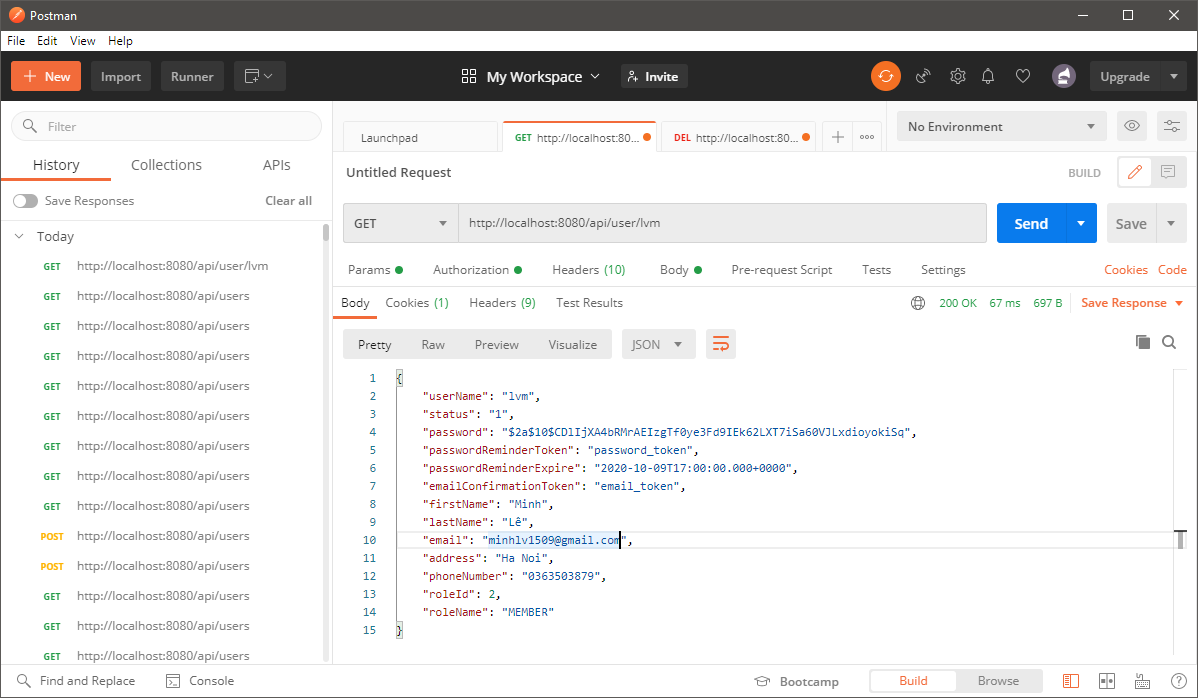 Postman
File Edit View Help
New Import Runner My Workspace Invite Upgrade
Filter
History Collections APIs
Save Responses Clear all
Today
GET http://localhost:8080/api/user/lvm
GET http://localhost:8080/api/users
GET http://localhost:8080/api/users
GET http://localhost:8080/api/users
GET http://localhost:8080/api/users
GET http://localhost:8080/api/users
GET http://localhost:8080/api/users
GET http://localhost:8080/api/users
GET http://localhost:8080/api/users
POST http://localhost:8080/api/users
POST http://localhost:8080/api/users
GET http://localhost:8080/api/users
GET http://localhost:8080/api/users
GET http://localhost:8080/api/users
Launchpad GET http://localhost:80... DEL http://localhost:80... No Environment
Untitled Request BUILD
GET http://localhost:8080/api/user/lvm Send Save
Params Authorization Headers (10) Body Pre-request Script Tests Settings Cookies Code
Body Cookies (1) Headers (9) Test Results 200 OK 67 ms 697 B Save Response
Pretty Raw Preview Visualize JSON
1 {
2 "userName": "lvm",
3 "status": "1",
4 "password": "$2a$10$CDlIjXA4bRMrAEIzgTf0ye3Fd9IEk62LXT7iSa60VJLxdioyokiSq",
5 "passwordReminderToken": "password_token",
6 "passwordReminderExpire": "2020-10-09T17:00:00.000+0000",
7 "emailConfirmationToken": "email_token",
8 "firstName": "Minh",
9 "lastName": "Lê",
10 "email": "minhlv1509@gmail.com",
11 "address": "Ha Noi",
12 "phoneNumber": "0363503879",
13 "roleId": 2,
14 "roleName": "MEMBER"
15 }
Find and Replace Console Bootcamp Build Browse